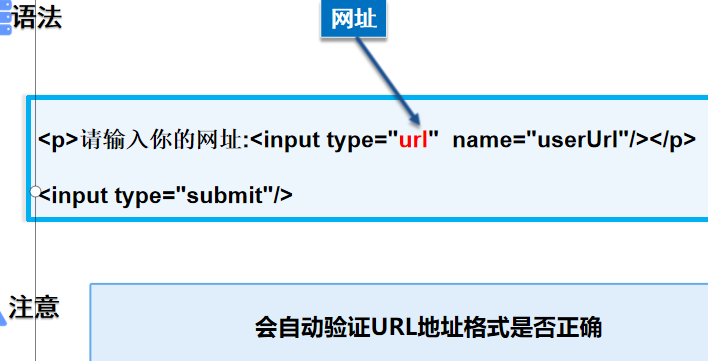 语法
网址
<p>请输入你的网址:<input type="url"  name="userUrl"/></p>
<input type="submit"/>
注意
会自动验证URL地址格式是否正确